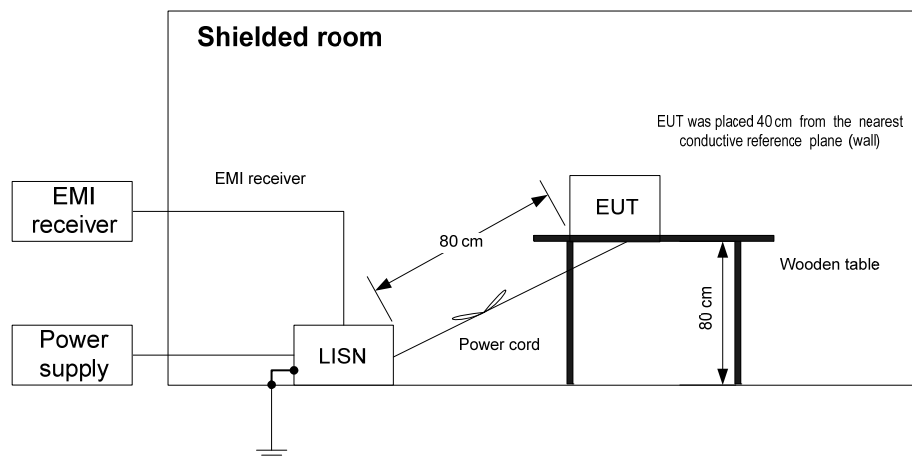 Shielded room
EUT was placed 40 cm from the nearest
conductive reference plane (wall)
EMI receiver
EMI
receiver
EUT
80 cm
Wooden table
80 cm
Power
supply
LISN
Power cord